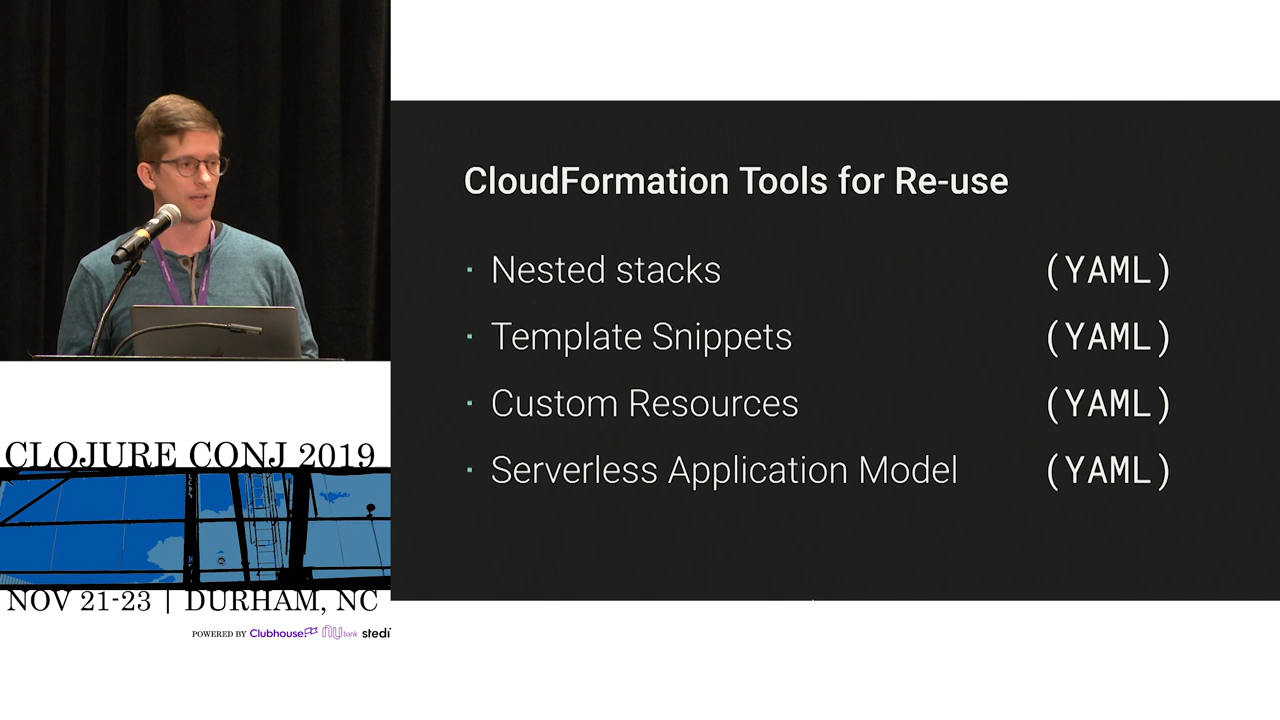 CloudFormation Tools for Re-use
· Nested stacks (YAML)
· Template Snippets (YAML)
· Custom Resources (YAML)
· Serverless Application Model (YAML)
CLOJURE CONJ 2019
NOV 21-23 | DURHAM, NC
POWERED BY Clubhouse nu bank stedi